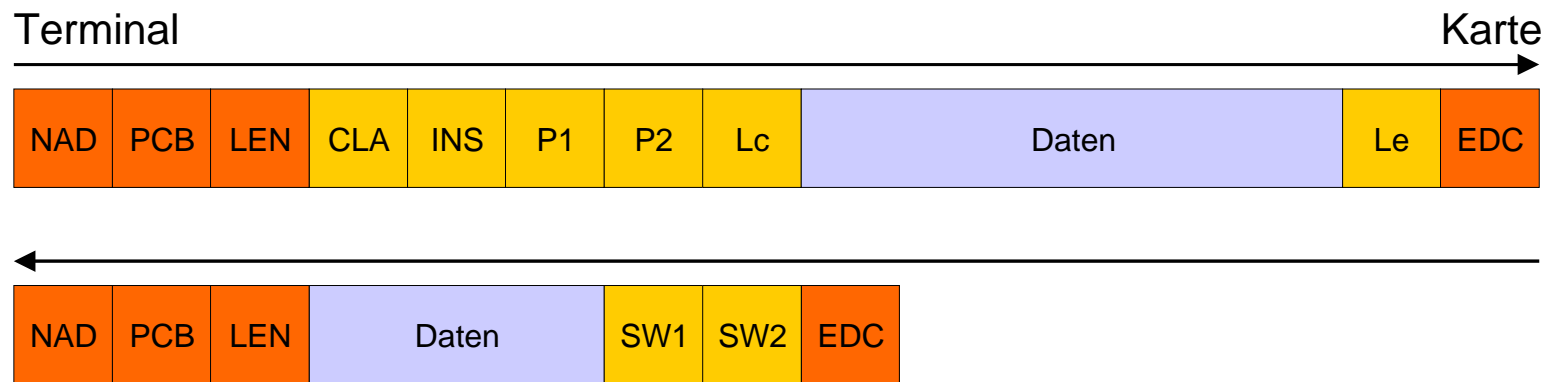 Terminal Karte
NAD PCB LEN CLA INS P1 P2 Lc Daten Le EDC
NAD PCB LEN Daten SW1 SW2 EDC